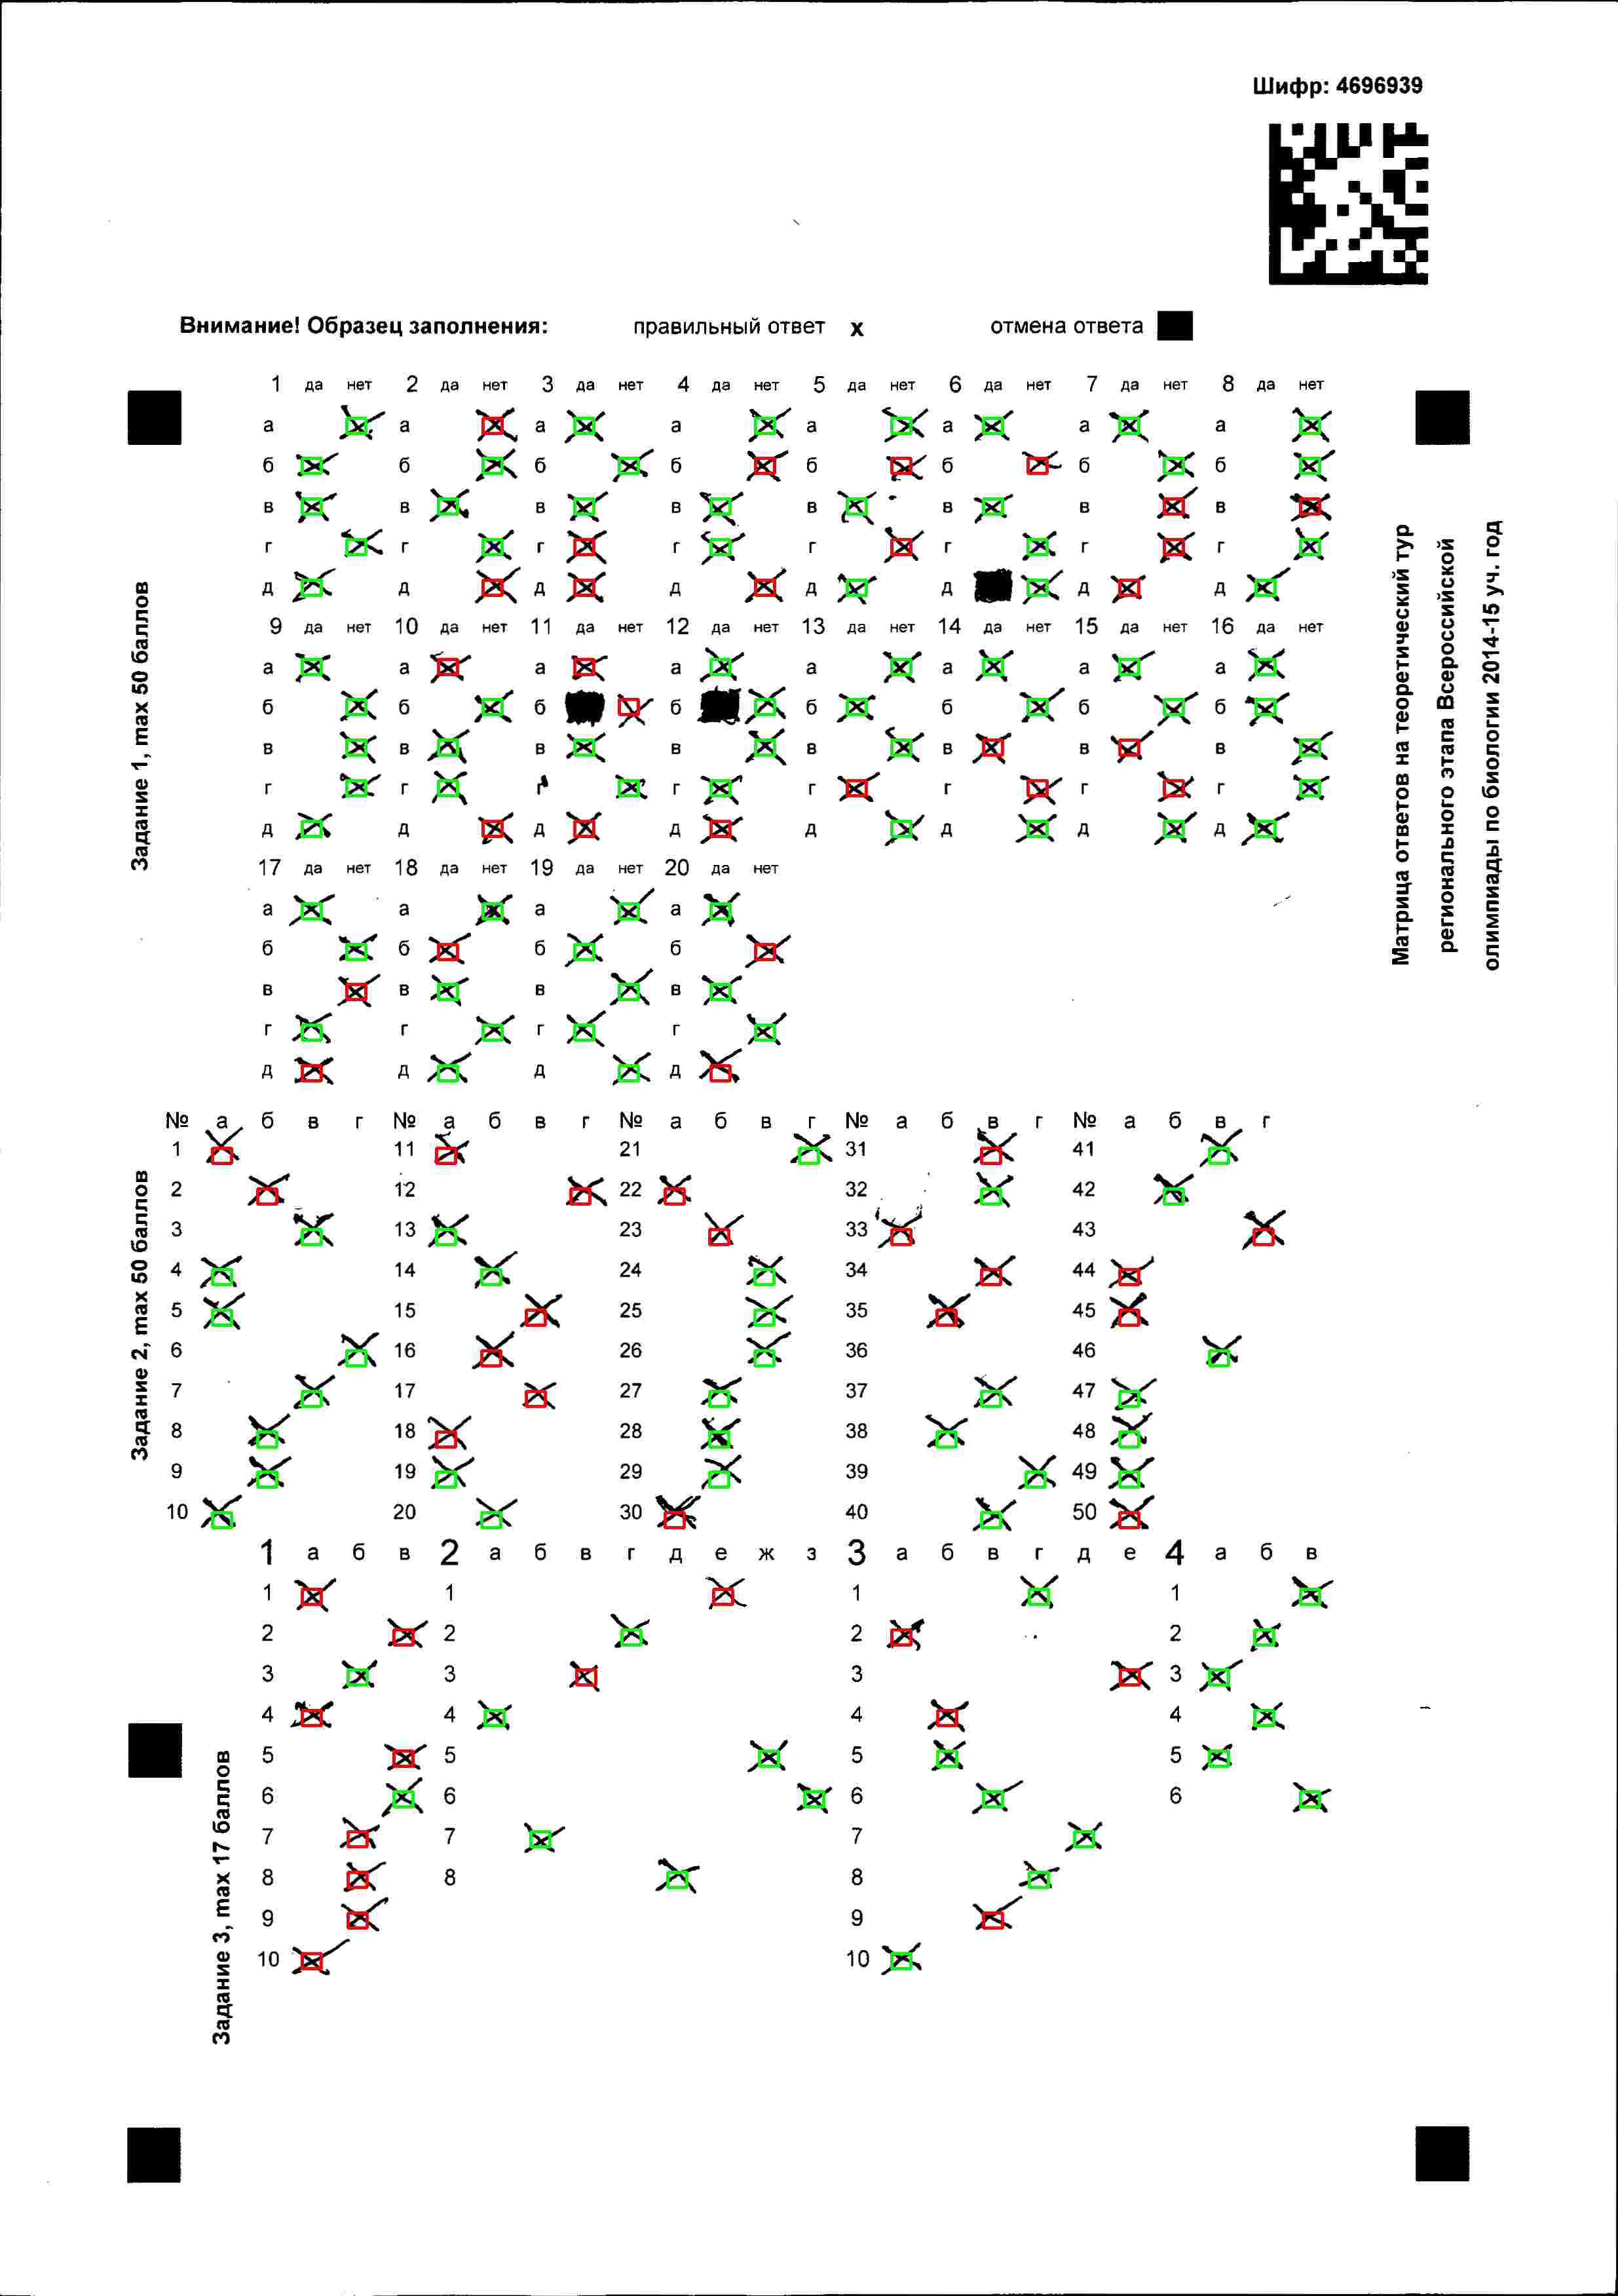 Шифр: 4696939
Внимание! Образец заполнения: правильный ответ x отмена ответа
1 да нет 2 да нет 3 да нет 4 да нет 5 да нет 6 да нет 7 да нет 8 да нет
а а а а а а а а
б б б б б б б б
в в в в в в в в
г г г г г г г г
д д д д д д д д
9 да нет 10 да нет 11 да нет 12 да нет 13 да нет 14 да нет 15 да нет 16 да нет
а а а а а а а а
б б б б б б б б
в в в в в в в в
г г г г г г г г
д д д д д д д д
17 да нет 18 да нет 19 да нет 20 да нет
а а а а
б б б б
в в в в
г г г г
д д д д
Задание 1, max 50 баллов
Матрица ответов на теоретический тур
регионального этапа Всероссийской
олимпиады по биологии 2014-15 уч. год
№ а б в г № а б в г № а б в г № а б в г № а б в г
1 11 21 31 41
2 12 22 32 42
3 13 23 33 43
4 14 24 34 44
5 15 25 35 45
6 16 26 36 46
7 17 27 37 47
8 18 28 38 48
9 19 29 39 49
10 20 30 40 50
Задание 2, max 50 баллов
1 а б в 2 а б в г д е ж з 3 а б в г д е 4 а б в
1 1 1 1
2 2 2 2
3 3 3 3
4 4 4 4
5 5 5 5
6 6 6 6
7 7 7
8 8 8
9 9
10 10
Задание 3, max 17 баллов